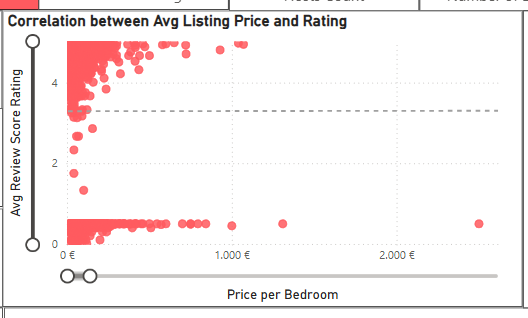 Correlation between Avg Listing Price and Rating
Avg Review Score Rating
4
2
0
0 €
1.000 €
2.000 €
Price per Bedroom